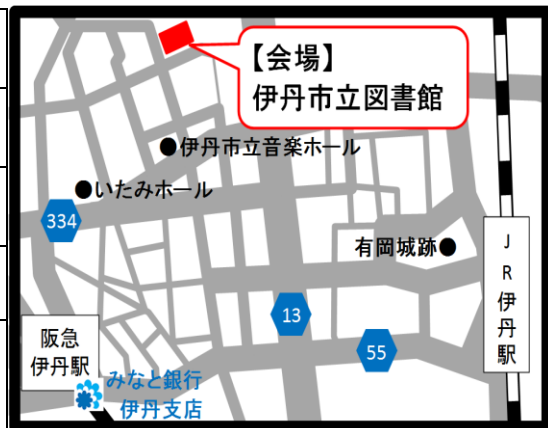 【会場】
伊丹市立図書館
●伊丹市立音楽ホール
●いたみホール
334
有岡城跡●
JR伊丹駅
13
55
阪急
伊丹駅
みなと銀行
伊丹支店